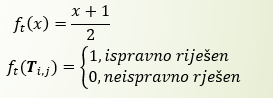 f_t(x) = (x + 1) / 2
f_t(T_{i,j}) = { 1, ispravno riješen
0, neispravno rješen